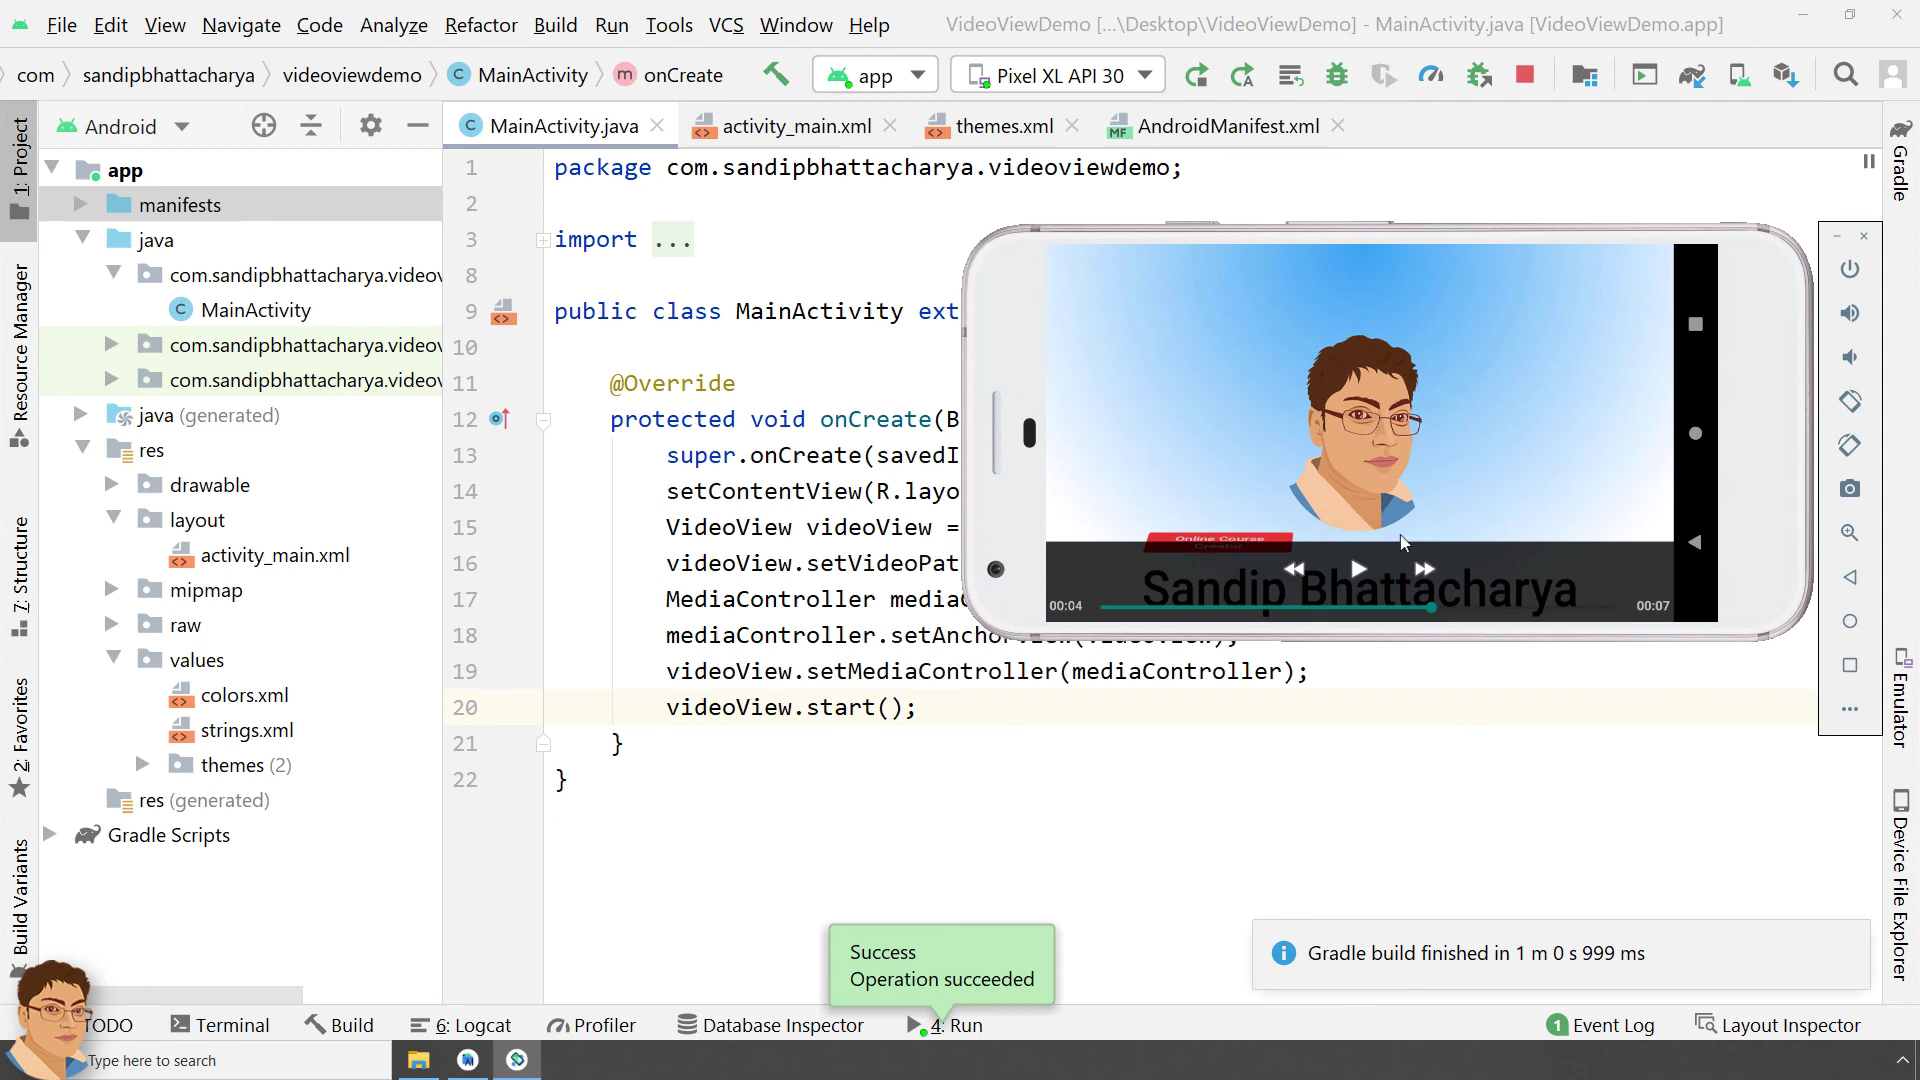 File Edit View Navigate Code Analyze Refactor Build Run Tools VCS Window Help VideoViewDemo [...\Desktop\VideoViewDemo] - MainActivity.java [VideoViewDemo.app]
com sandipbhattacharya videoviewdemo C MainActivity m onCreate app Pixel XL API 30
Android
MainActivity.java
activity_main.xml
themes.xml
AndroidManifest.xml
1: Project
Resource Manager
7: Structure
2: Favorites
Build Variants
app
manifests
java
com.sandipbhattacharya.videov
MainActivity
com.sandipbhattacharya.videov
com.sandipbhattacharya.videov
java (generated)
res
drawable
layout
activity_main.xml
mipmap
raw
values
colors.xml
strings.xml
themes (2)
res (generated)
Gradle Scripts
1 package com.sandipbhattacharya.videoviewdemo;
2
3 import ...
8
9 public class MainActivity ext
10
11 @Override
12 protected void onCreate(B
13 super.onCreate(savedI
14 setContentView(R.layo
15 VideoView videoView =
16 videoView.setVideoPat
17 MediaController media
18 mediaController.setAnchor
19 videoView.setMediaController(mediaController);
20 videoView.start();
21 }
22 }
Online Course
Creator
Sandip Bhattacharya
00:04
00:07
Gradle
Emulator
Device File Explorer
Success
Operation succeeded
Gradle build finished in 1 m 0 s 999 ms
TODO Terminal Build 6: Logcat Profiler Database Inspector 4: Run 1 Event Log Layout Inspector
Type here to search